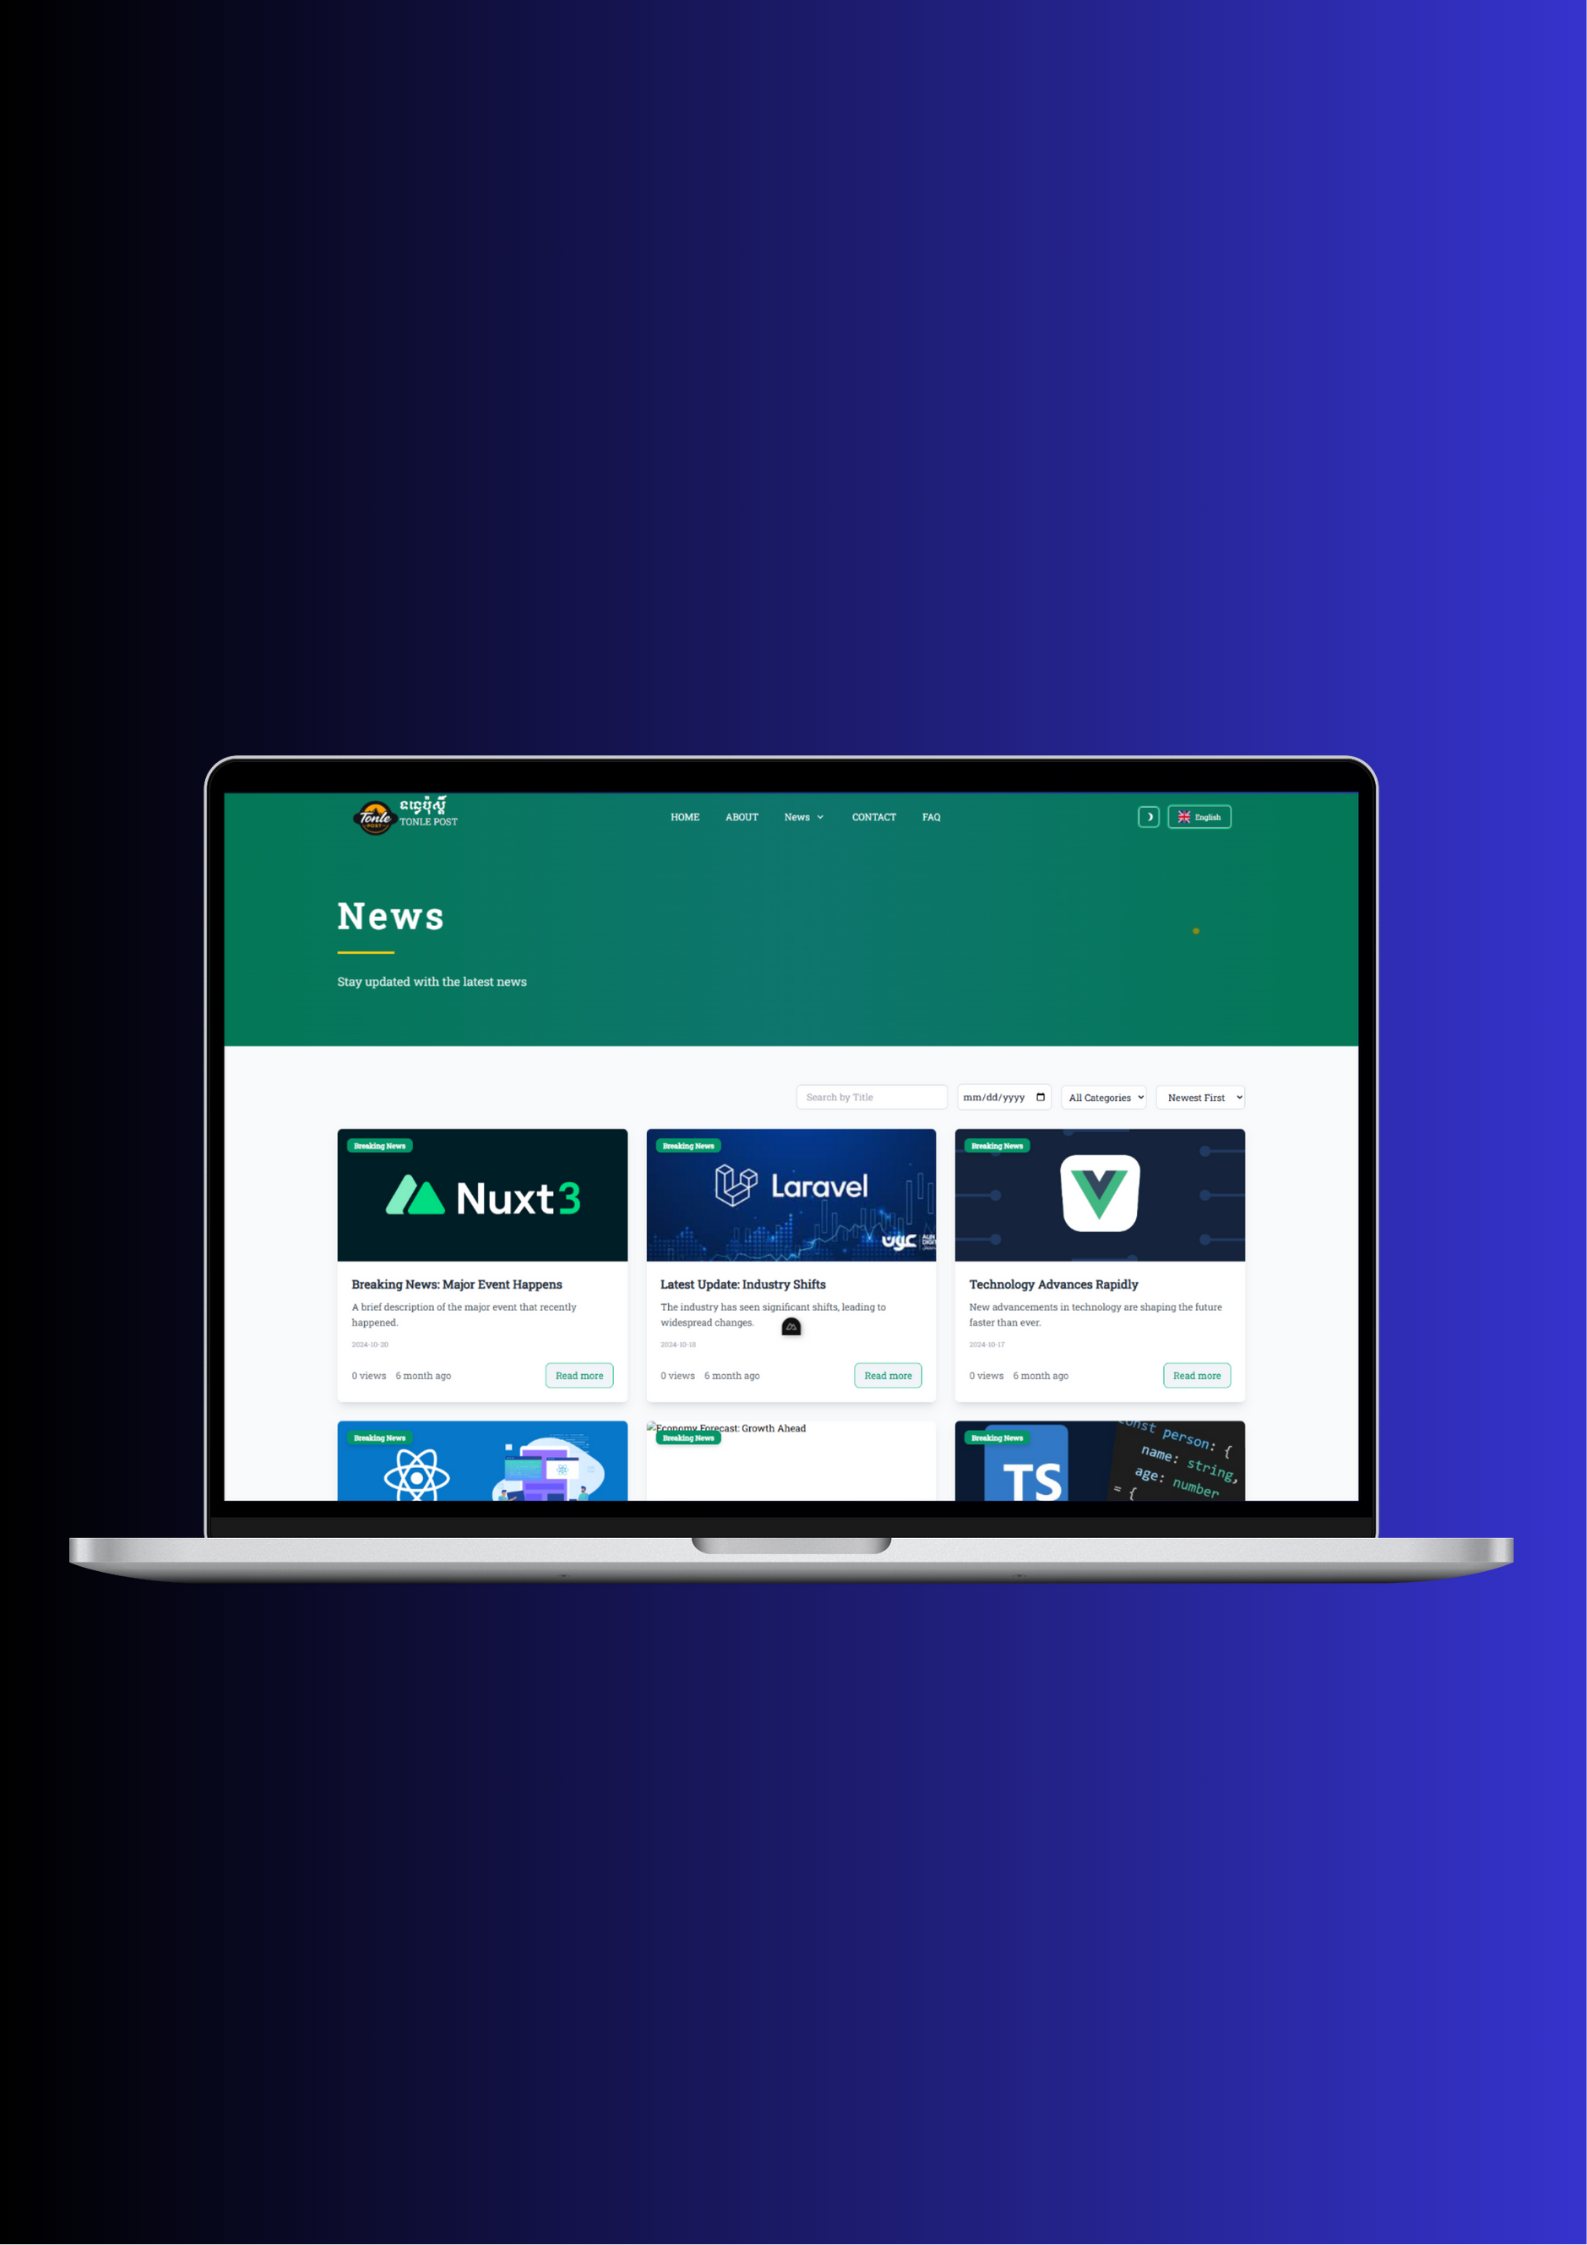 Tonle
POST
ទន្លេប៉ុស្តិ៍
TONLE POST
HOME
ABOUT
News
CONTACT
FAQ
English
News
Stay updated with the latest news
Search by Title
mm/dd/yyyy
All Categories
Newest First
Breaking News
Nuxt3
Breaking News: Major Event Happens
A brief description of the major event that recently
happened.
2024-10-20
0 views 6 month ago
Read more
Breaking News
Laravel
عون
Latest Update: Industry Shifts
The industry has seen significant shifts, leading to
widespread changes.
2024-10-18
0 views 6 month ago
Read more
Breaking News
Technology Advances Rapidly
New advancements in technology are shaping the future
faster than ever.
2024-10-17
0 views 6 month ago
Read more
Breaking News
Economy Forecast: Growth Ahead
Breaking News
Breaking News
TS
const person: {
name: string,
age: number
= {